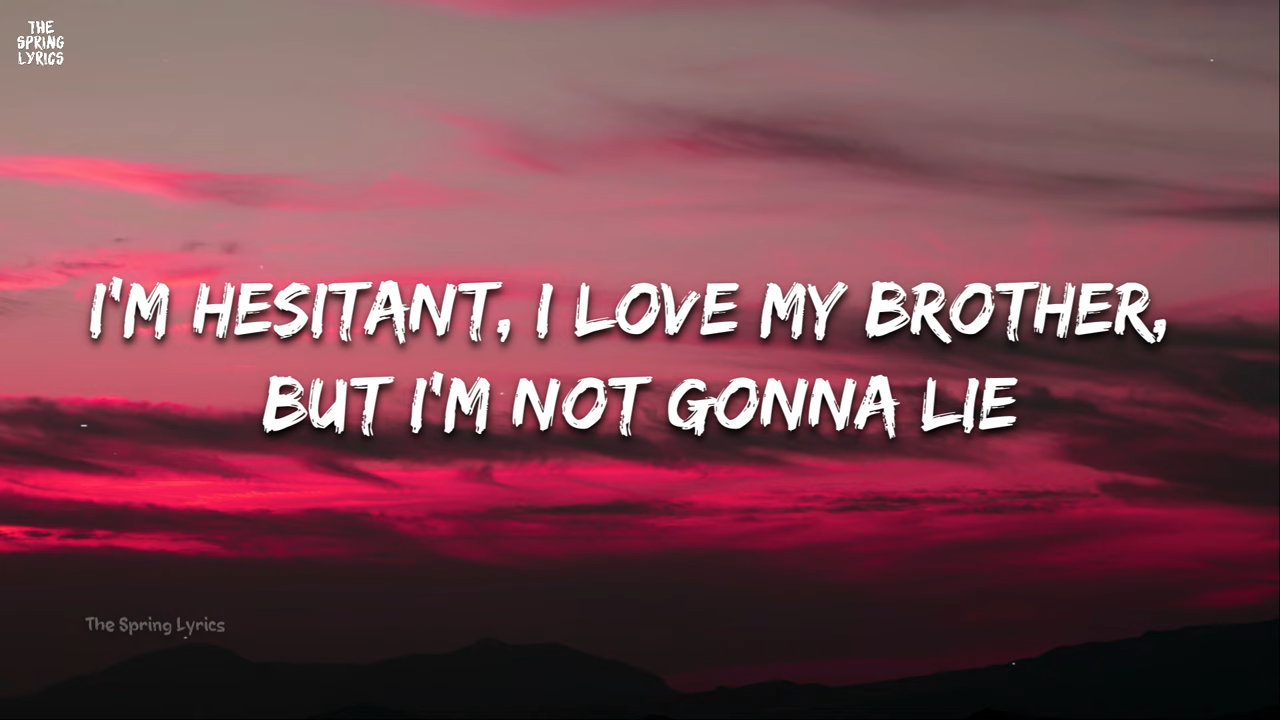 THE
SPRING
LYRICS
I'M HESITANT, I LOVE MY BROTHER,
BUT I'M NOT GONNA LIE
The Spring Lyrics